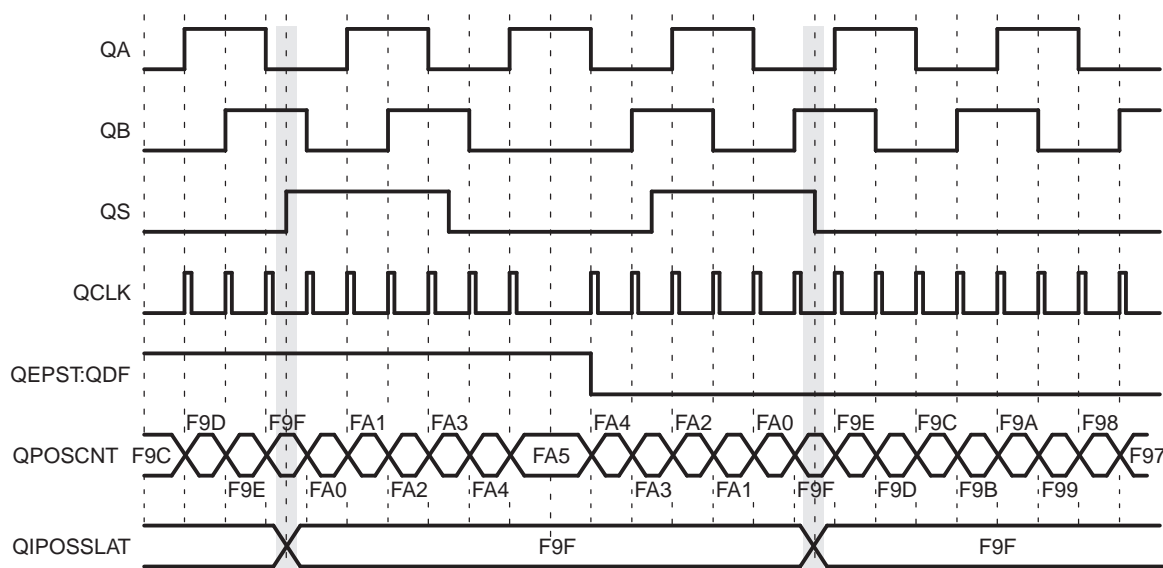 QA
QB
QS
QCLK
QEPST:QDF
F9D F9F FA1 FA3 FA4 FA2 FA0 F9E F9C F9A F98
QPOSCNT F9C FA5 F97
F9E FA0 FA2 FA4 FA3 FA1 F9F F9D F9B F99
QIPOSSLAT F9F F9F